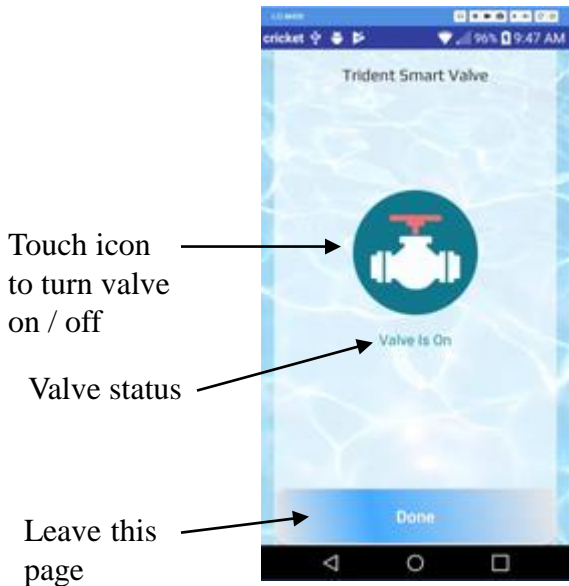 cricket 96% 9:47 AM
Trident Smart Valve
Touch icon
to turn valve
on / off
Valve Is On
Valve status
Done
Leave this
page